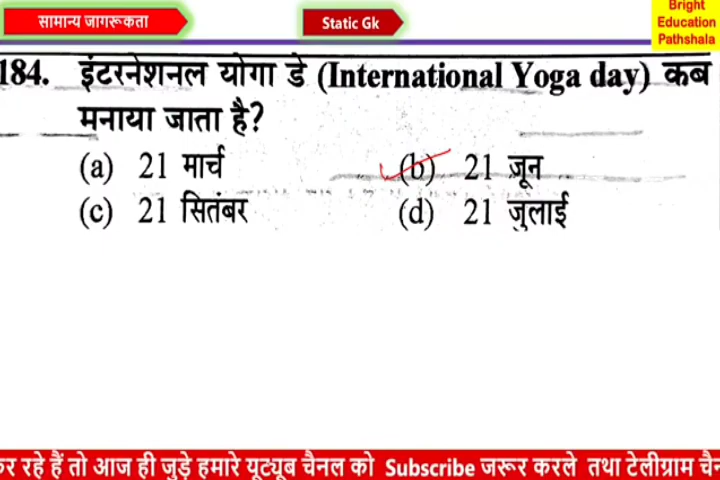 सामान्य जागरूकता
Static Gk
Bright
Education
Pathshala
184. इंटरनेशनल योगा डे (International Yoga day) कब
मनाया जाता है?
(a) 21 मार्च (b) 21 जून
(c) 21 सितंबर (d) 21 जुलाई
रहे हैं तो आज ही जुड़े हमारे यूट्यूब चैनल को Subscribe जरूर करले तथा टेलीग्राम